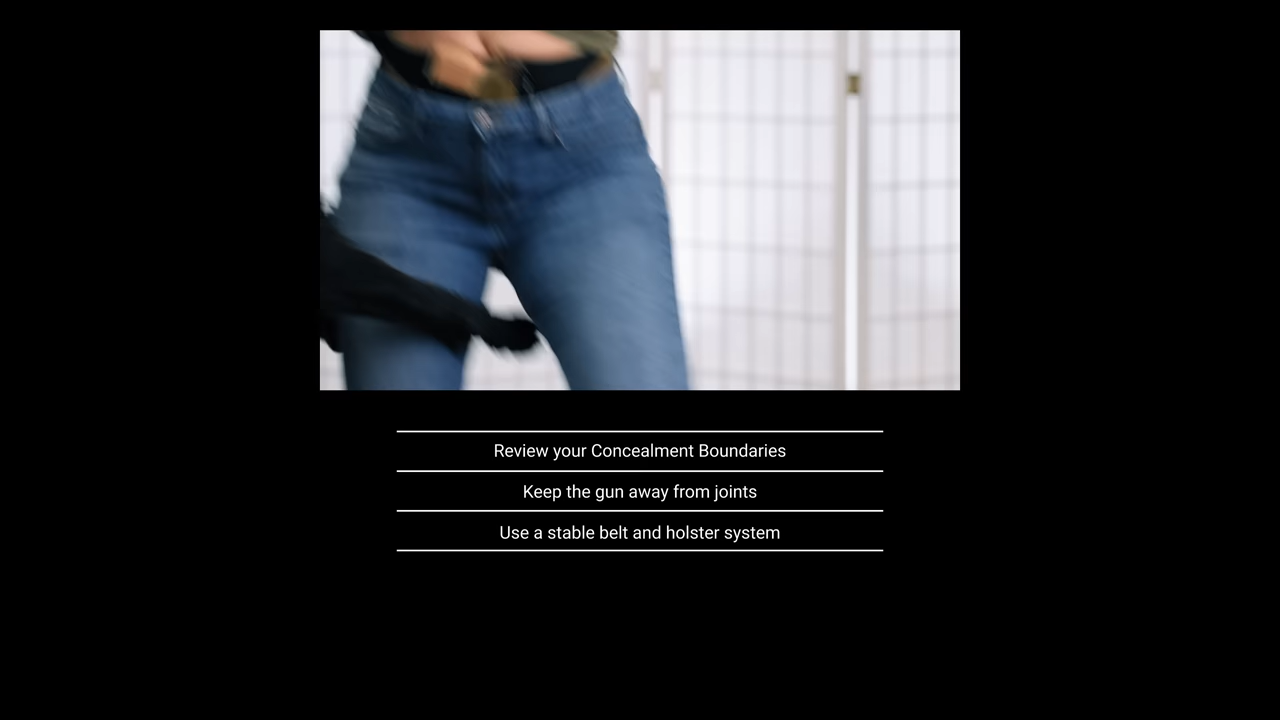 Review your Concealment Boundaries
Keep the gun away from joints
Use a stable belt and holster system